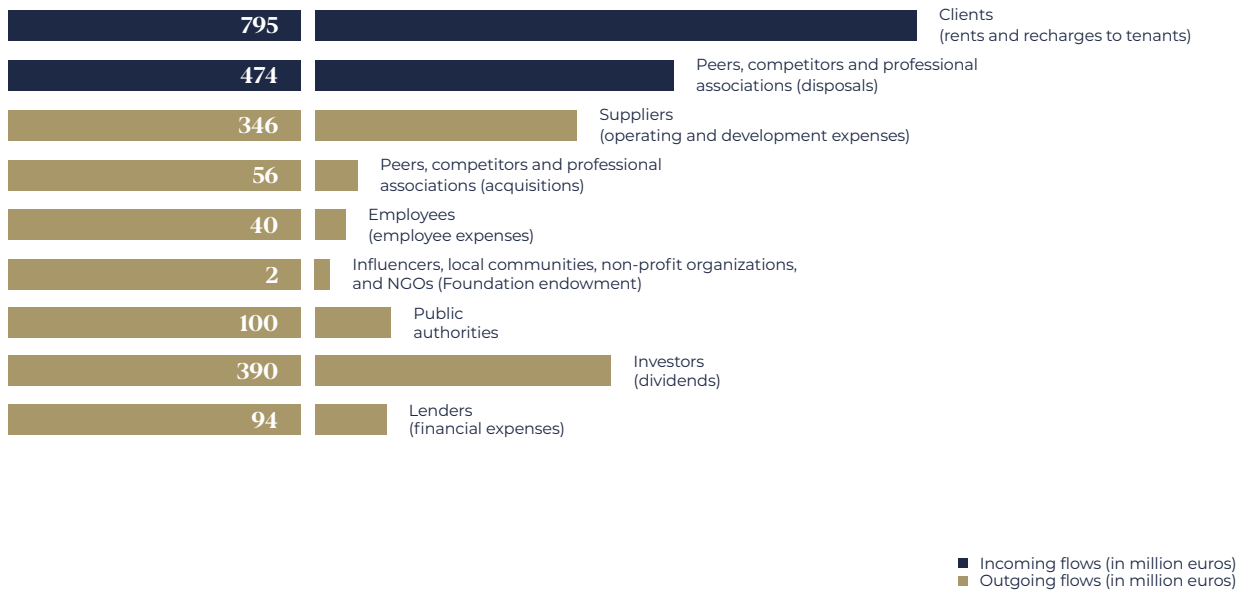 795
Clients
(rents and recharges to tenants)
474
Peers, competitors and professional
associations (disposals)
346
Suppliers
(operating and development expenses)
56
Peers, competitors and professional
associations (acquisitions)
40
Employees
(employee expenses)
2
Influencers, local communities, non-profit organizations,
and NGOs (Foundation endowment)
100
Public
authorities
390
Investors
(dividends)
94
Lenders
(financial expenses)
Incoming flows (in million euros)
Outgoing flows (in million euros)